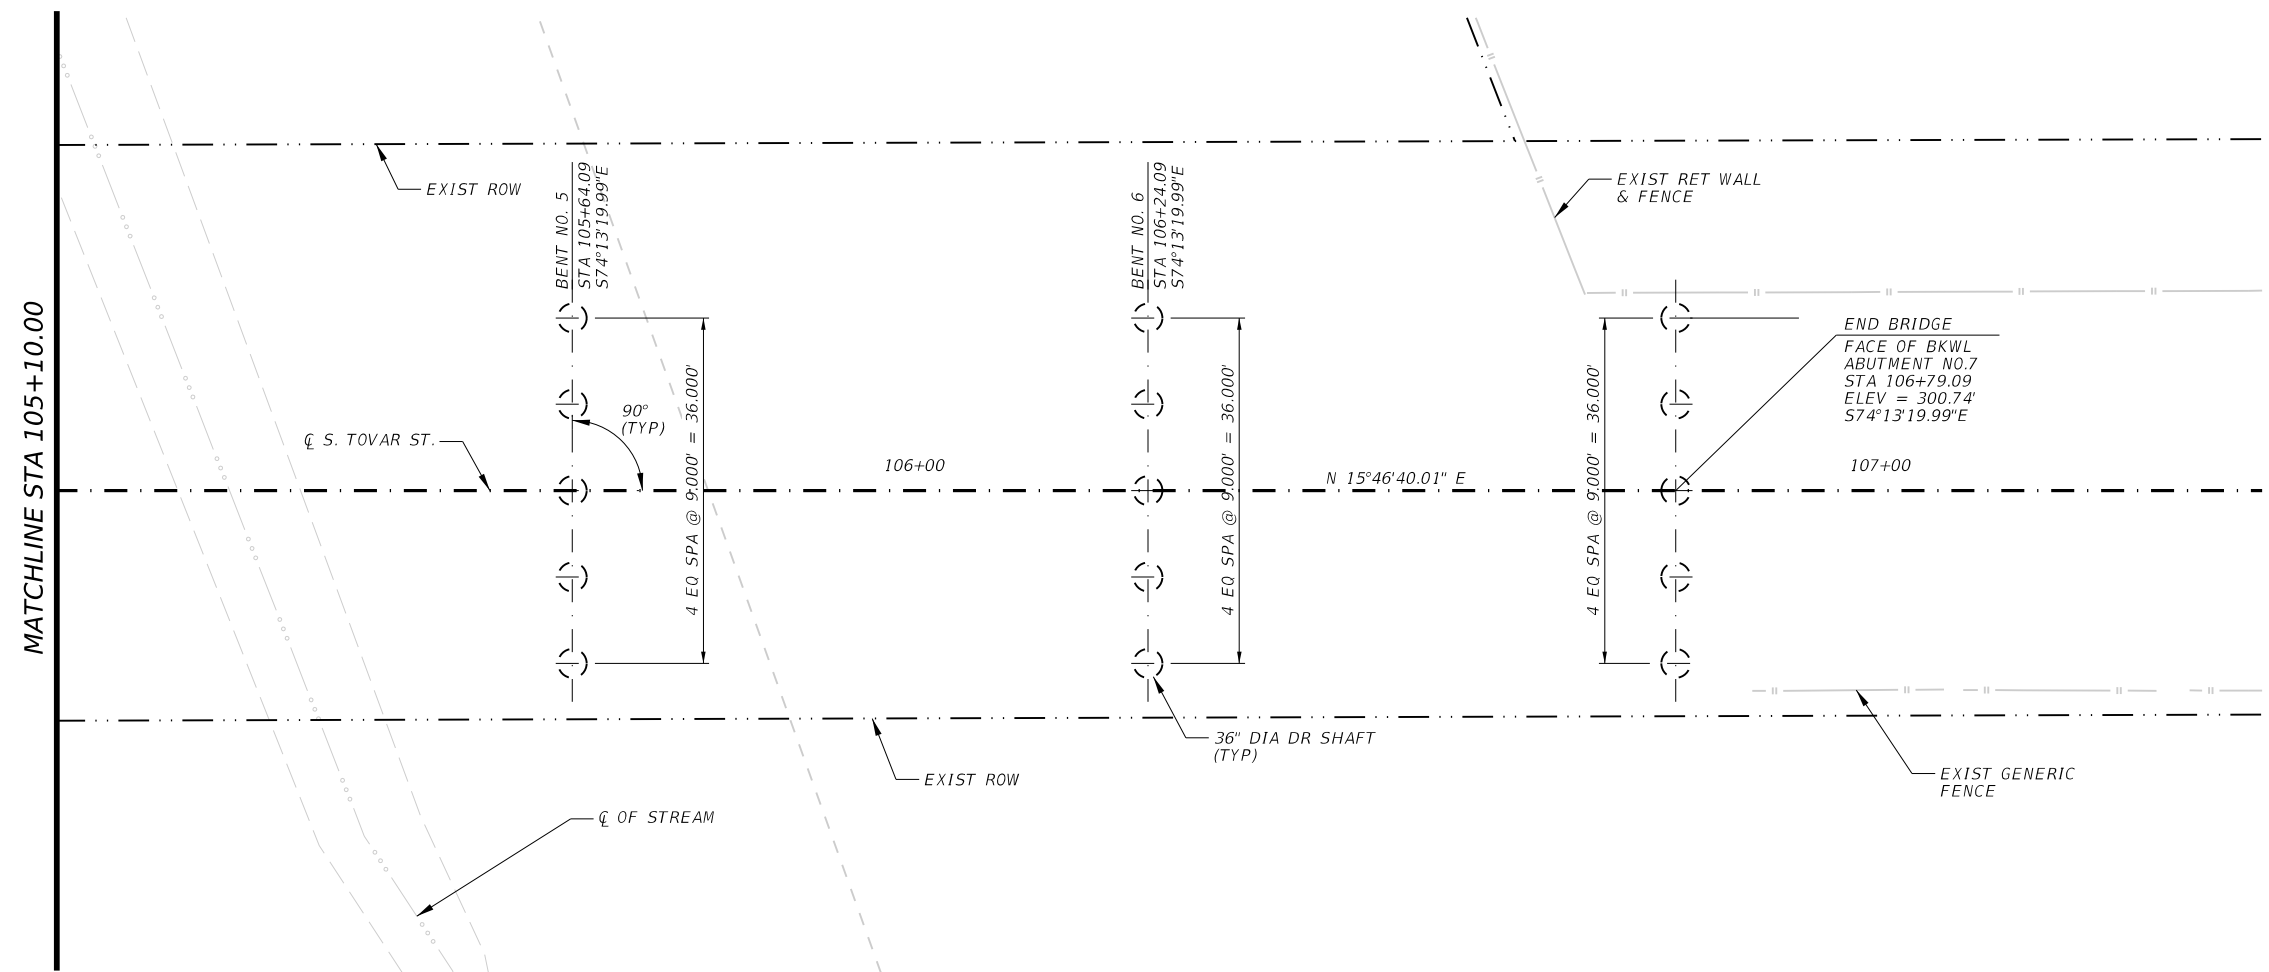 MATCHLINE STA 105+10.00
EXIST ROW
BENT NO. 5
STA 105+64.09
S74°13'19.99"E
BENT NO. 6
STA 106+24.09
S74°13'19.99"E
EXIST RET WALL
& FENCE
END BRIDGE
FACE OF BKWL
ABUTMENT NO.7
STA 106+79.09
ELEV = 300.74'
S74°13'19.99"E
90°
(TYP)
4 EQ SPA @ 9.000' = 36.000'
4 EQ SPA @ 9.000' = 36.000'
4 EQ SPA @ 9.000' = 36.000'
℄ S. TOVAR ST.
106+00
N 15°46'40.01" E
107+00
36" DIA DR SHAFT
(TYP)
EXIST ROW
EXIST GENERIC
FENCE
℄ OF STREAM